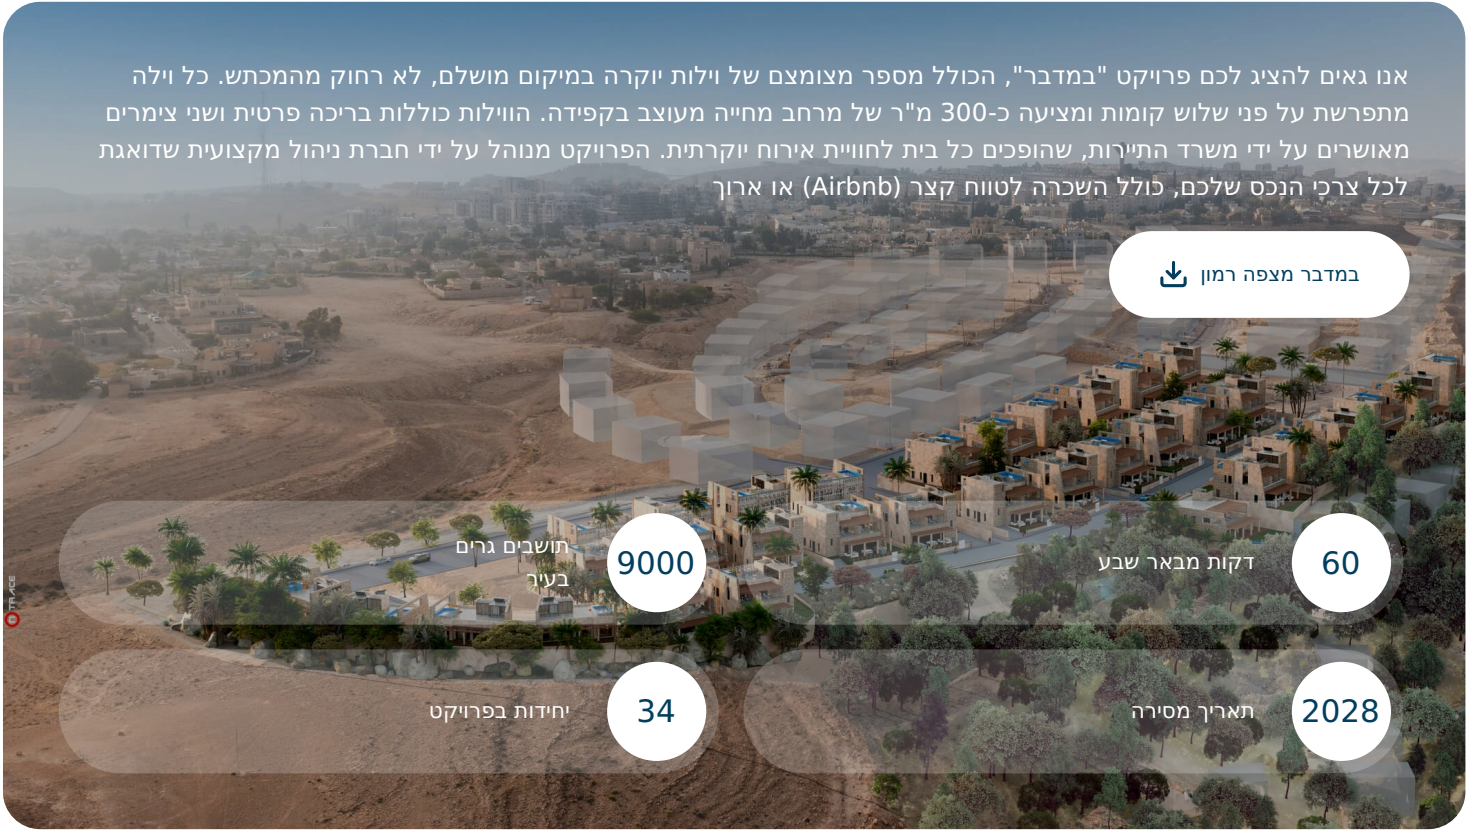 אנו גאים להציג לכם פרויקט "במדבר", הכולל מספר מצומצם של וילות יוקרה במיקום מושלם, לא רחוק מהמכתש. כל וילה
מתפרשת על פני שלוש קומות ומציעה כ-300 מ"ר של מרחב מחייה מעוצב בקפידה. הווילות כוללות בריכה פרטית ושני צימרים
מאושרים על ידי משרד התיירות, שהופכים כל בית לחוויית אירוח יוקרתית. הפרויקט מנוהל על ידי חברת ניהול מקצועית שדואגת
לכל צרכי הנכס שלכם, כולל השכרה לטווח קצר (Airbnb) או ארוך
במדבר מצפה רמון
60
דקות מבאר שבע
9000
תושבים גרים
בעיר
2028
תאריך מסירה
34
יחידות בפרויקט
TRACE